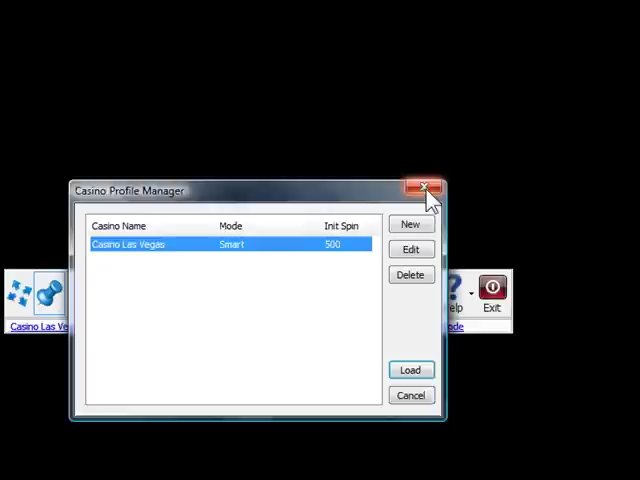 Casino Profile Manager
Casino Name Mode Init Spin
Casino Las Vegas Smart 500
New
Edit
Delete
Load
Cancel
elp Exit
Casino Las Ve
ode